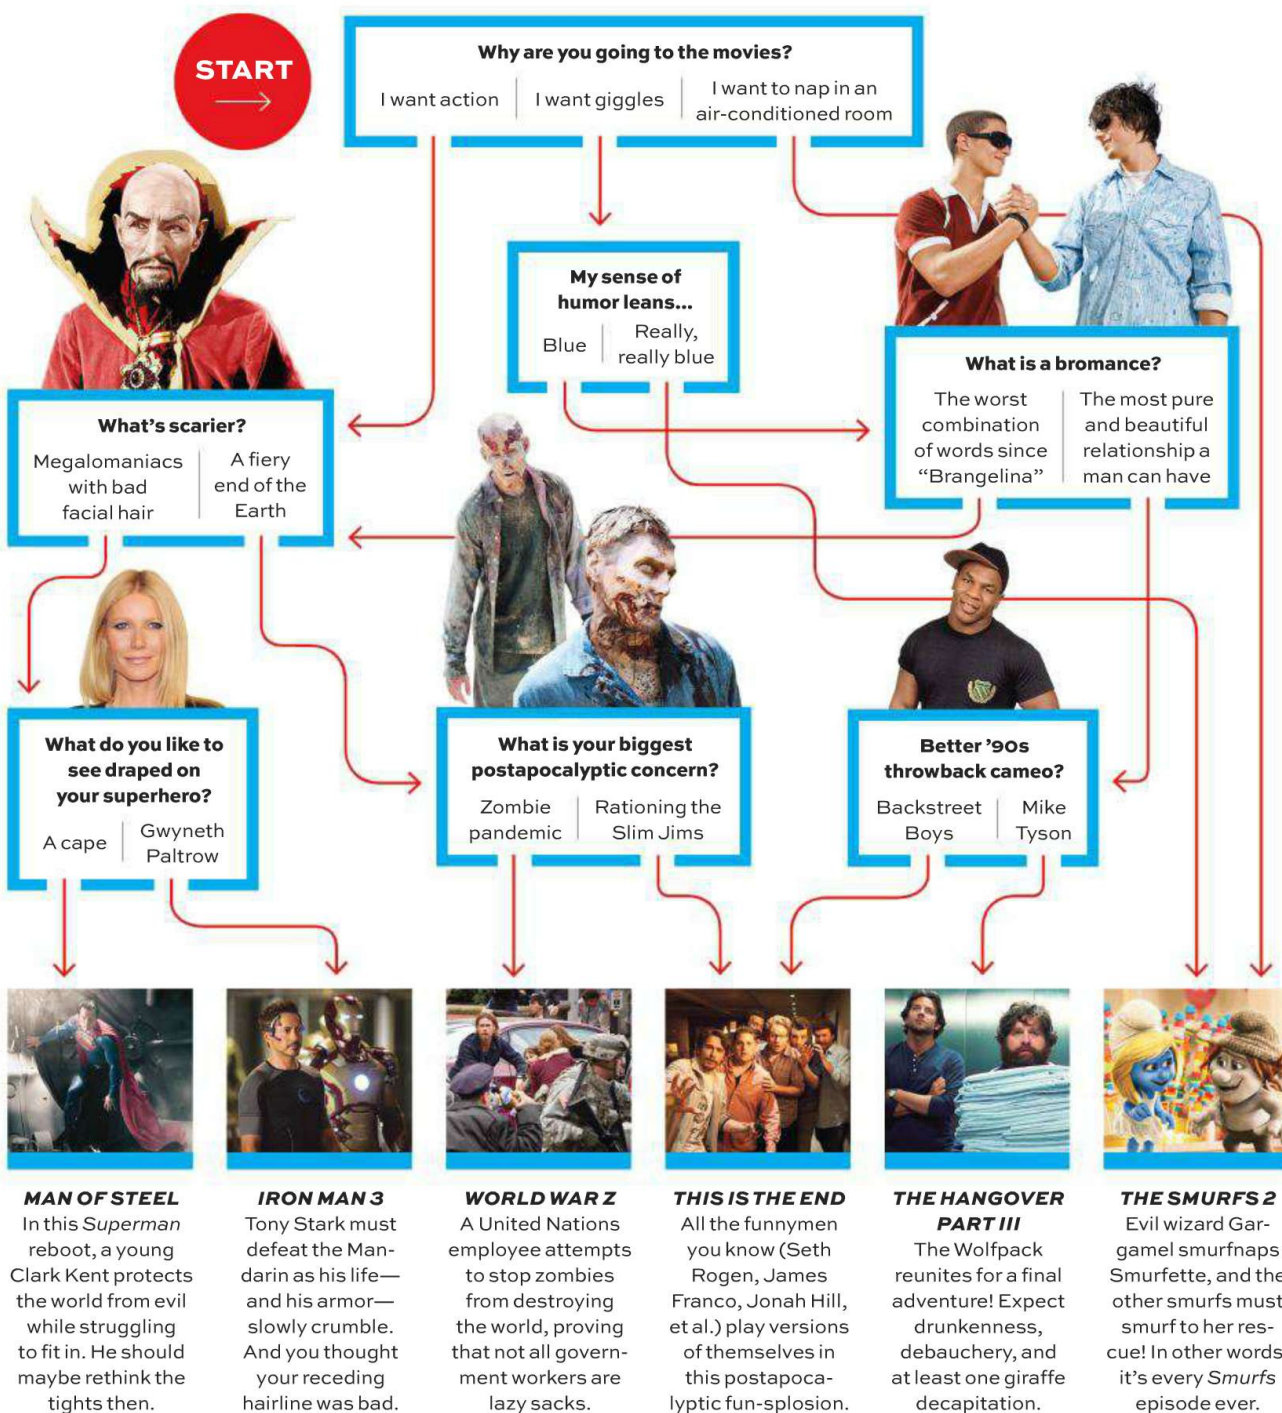 START
Why are you going to the movies?
I want action
I want giggles
I want to nap in an
air-conditioned room
My sense of
humor leans...
Blue
Really,
really blue
What is a bromance?
The worst
combination
of words since
“Brangelina”
The most pure
and beautiful
relationship a
man can have
What’s scarier?
Megalomaniacs
with bad
facial hair
A fiery
end of the
Earth
What do you like to
see draped on
your superhero?
A cape
Gwyneth
Paltrow
What is your biggest
postapocalyptic concern?
Zombie
pandemic
Rationing the
Slim Jims
Better ’90s
throwback cameo?
Backstreet
Boys
Mike
Tyson
MAN OF STEEL
In this Superman
reboot, a young
Clark Kent protects
the world from evil
while struggling
to fit in. He should
maybe rethink the
tights then.
IRON MAN 3
Tony Stark must
defeat the Man-
darin as his life—
and his armor—
slowly crumble.
And you thought
your receding
hairline was bad.
WORLD WAR Z
A United Nations
employee attempts
to stop zombies
from destroying
the world, proving
that not all govern-
ment workers are
lazy sacks.
THIS IS THE END
All the funnymen
you know (Seth
Rogen, James
Franco, Jonah Hill,
et al.) play versions
of themselves in
this postapoca-
lyptic fun-splosion.
THE HANGOVER
PART III
The Wolfpack
reunites for a final
adventure! Expect
drunkenness,
debauchery, and
at least one giraffe
decapitation.
THE SMURFS 2
Evil wizard Gar-
gamel smurfnaps
Smurfette, and the
other smurfs must
smurf to her res-
cue! In other words
it’s every Smurfs
episode ever.